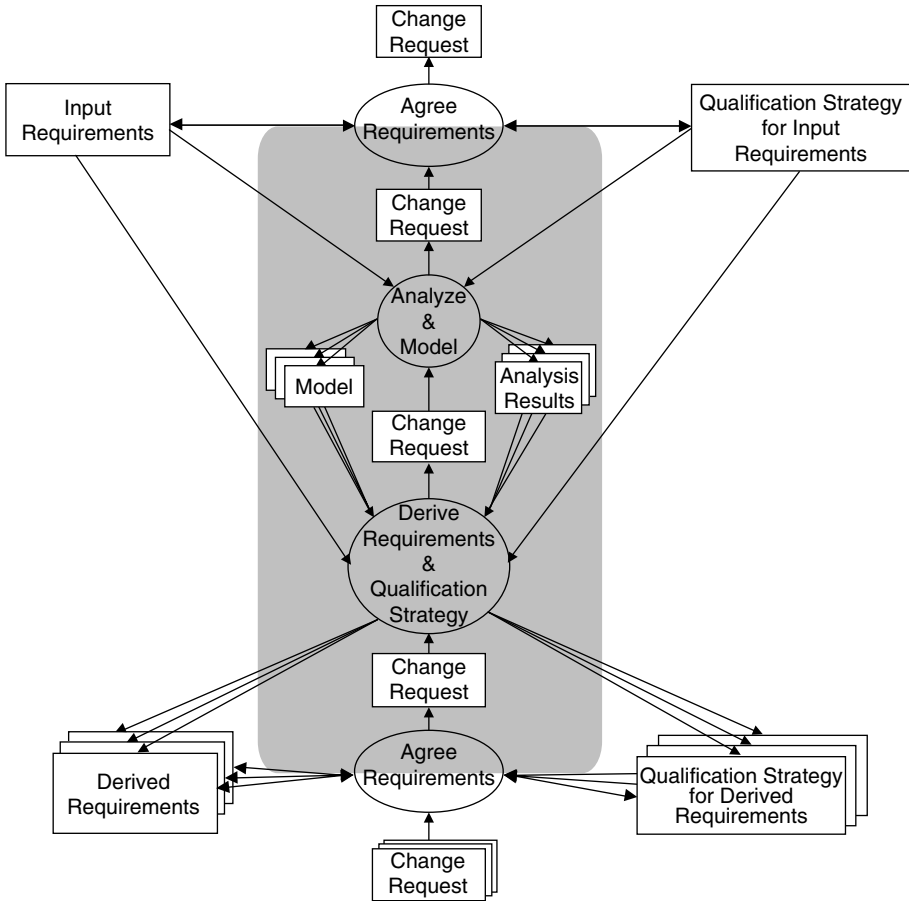 Change
Request
Input
Requirements
Agree
Requirements
Qualification Strategy
for Input
Requirements
Change
Request
Analyze
&
Model
Model
Analysis
Results
Change
Request
Derive
Requirements
&
Qualification
Strategy
Change
Request
Derived
Requirements
Agree
Requirements
Qualification Strategy
for Derived
Requirements
Change
Request